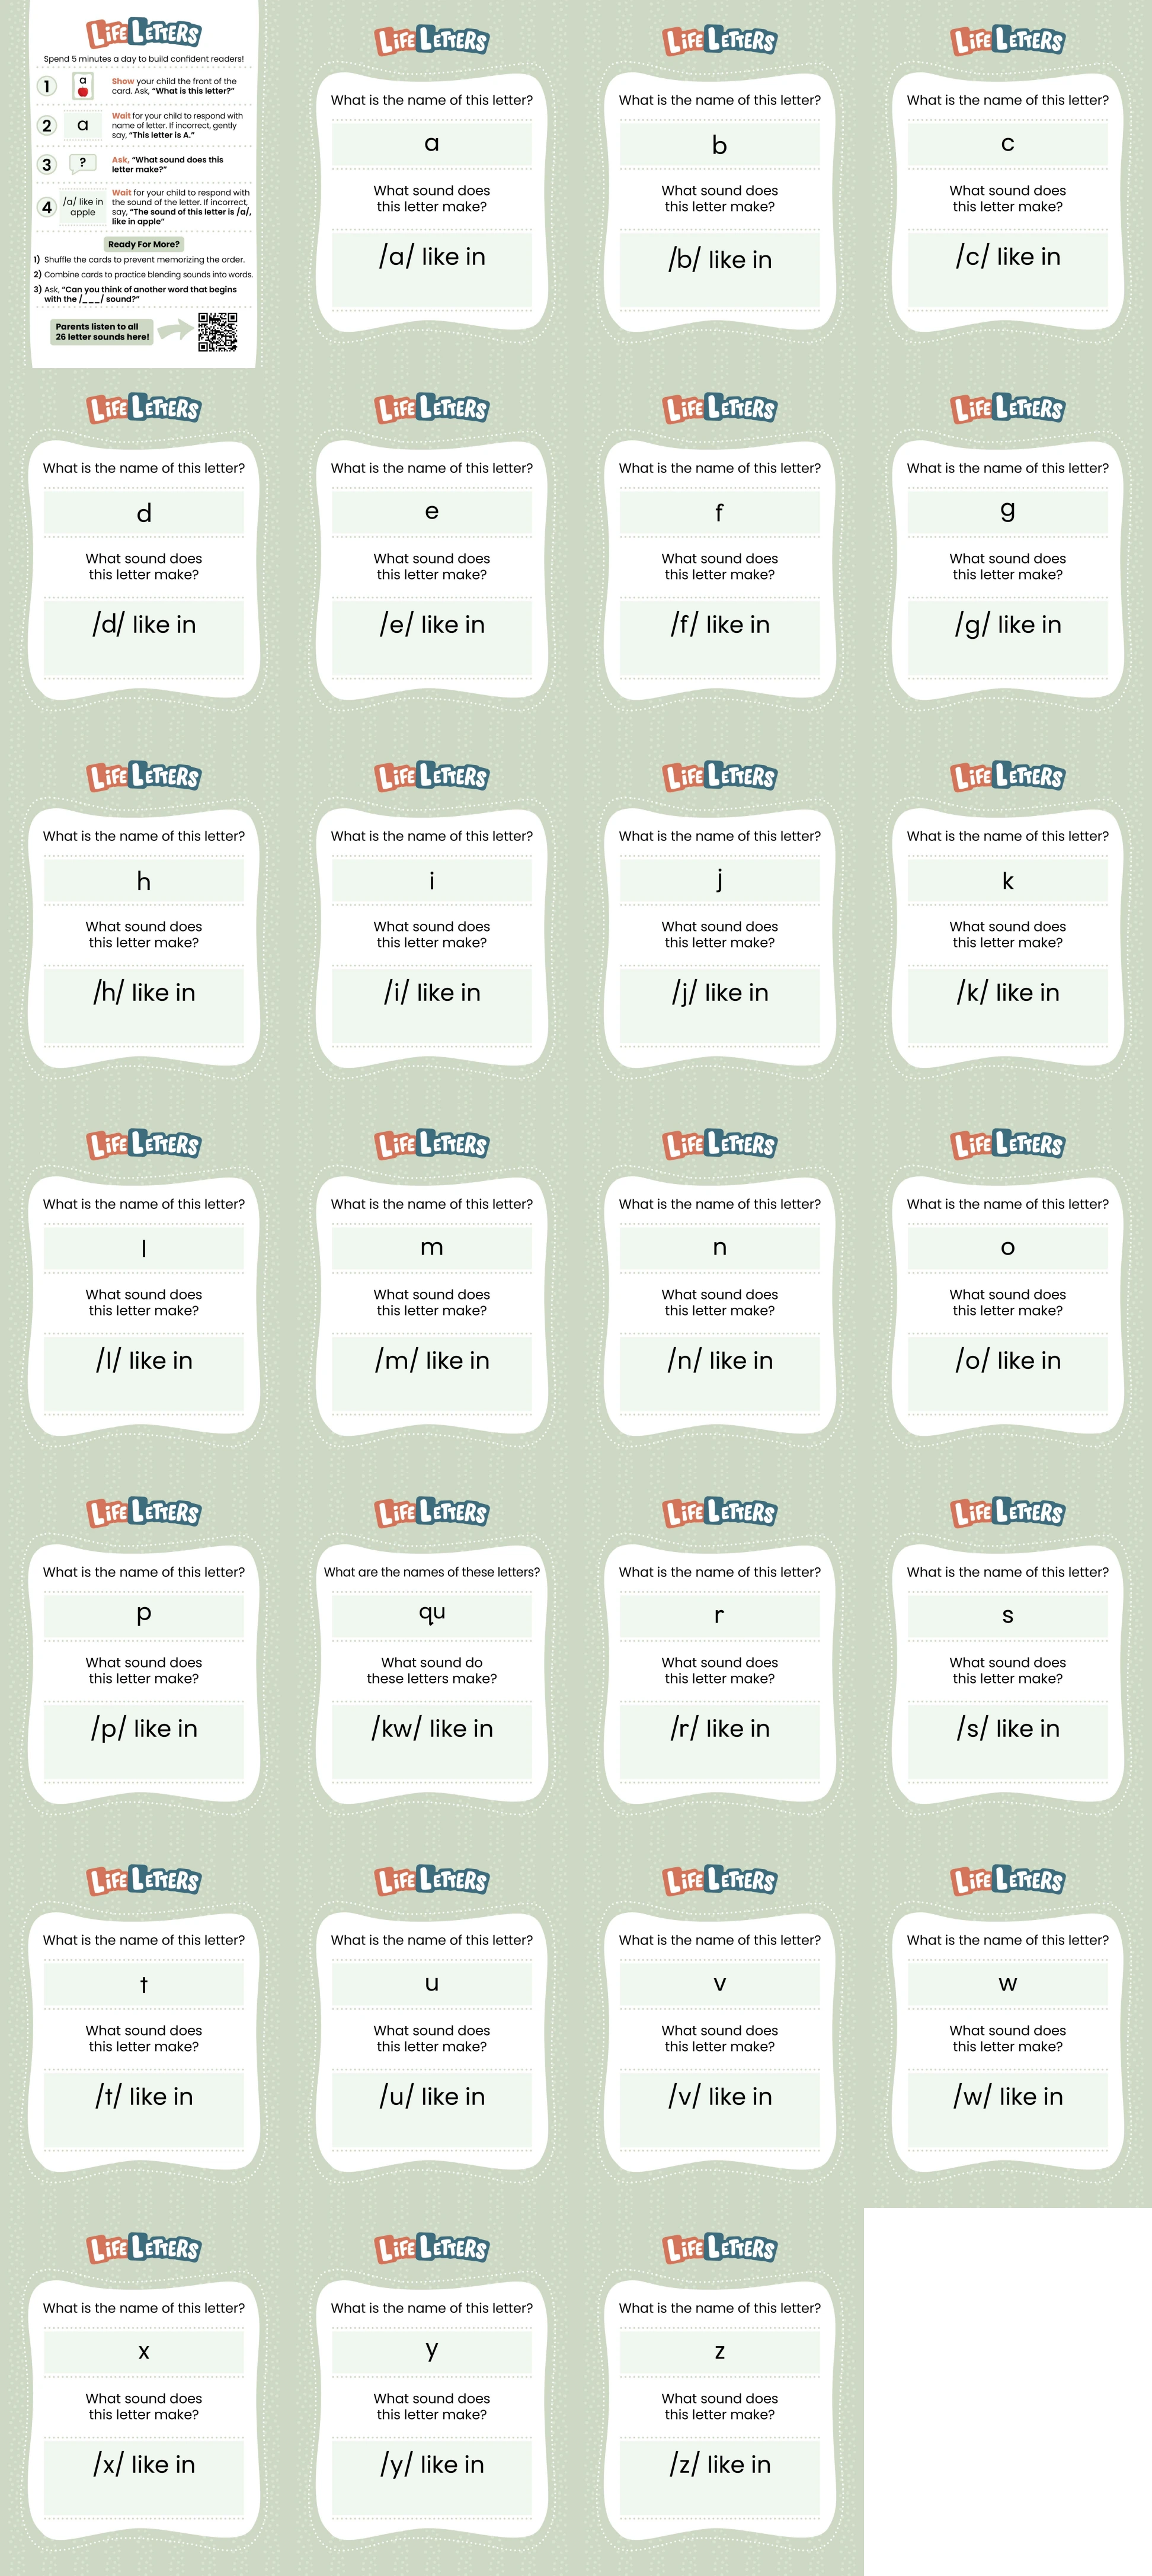 LiFE LETTERS
Spend 5 minutes a day to build confident readers!
1
a
Show your child the front of the
card. Ask, “What is this letter?”
2
a
Wait for your child to respond with
name of letter. If incorrect, gently
say, “This letter is A.”
3
?
Ask, “What sound does this
letter make?”
4
/a/ like in
apple
Wait for your child to respond with
the sound of the letter. If incorrect,
say, “The sound of this letter is /a/,
like in apple”
Ready For More?
1) Shuffle the cards to prevent memorizing the order.
2) Combine cards to practice blending sounds into words.
3) Ask, “Can you think of another word that begins
with the /___/ sound?”
Parents listen to all
26 letter sounds here!
LiFE LETTERS
What is the name of this letter?
a
What sound does
this letter make?
/a/ like in
LiFE LETTERS
What is the name of this letter?
b
What sound does
this letter make?
/b/ like in
LiFE LETTERS
What is the name of this letter?
c
What sound does
this letter make?
/c/ like in
LiFE LETTERS
What is the name of this letter?
d
What sound does
this letter make?
/d/ like in
LiFE LETTERS
What is the name of this letter?
e
What sound does
this letter make?
/e/ like in
LiFE LETTERS
What is the name of this letter?
f
What sound does
this letter make?
/f/ like in
LiFE LETTERS
What is the name of this letter?
g
What sound does
this letter make?
/g/ like in
LiFE LETTERS
What is the name of this letter?
h
What sound does
this letter make?
/h/ like in
LiFE LETTERS
What is the name of this letter?
i
What sound does
this letter make?
/i/ like in
LiFE LETTERS
What is the name of this letter?
j
What sound does
this letter make?
/j/ like in
LiFE LETTERS
What is the name of this letter?
k
What sound does
this letter make?
/k/ like in
LiFE LETTERS
What is the name of this letter?
l
What sound does
this letter make?
/l/ like in
LiFE LETTERS
What is the name of this letter?
m
What sound does
this letter make?
/m/ like in
LiFE LETTERS
What is the name of this letter?
n
What sound does
this letter make?
/n/ like in
LiFE LETTERS
What is the name of this letter?
o
What sound does
this letter make?
/o/ like in
LiFE LETTERS
What is the name of this letter?
p
What sound does
this letter make?
/p/ like in
LiFE LETTERS
What are the names of these letters?
qu
What sound do
these letters make?
/kw/ like in
LiFE LETTERS
What is the name of this letter?
r
What sound does
this letter make?
/r/ like in
LiFE LETTERS
What is the name of this letter?
s
What sound does
this letter make?
/s/ like in
LiFE LETTERS
What is the name of this letter?
t
What sound does
this letter make?
/t/ like in
LiFE LETTERS
What is the name of this letter?
u
What sound does
this letter make?
/u/ like in
LiFE LETTERS
What is the name of this letter?
v
What sound does
this letter make?
/v/ like in
LiFE LETTERS
What is the name of this letter?
w
What sound does
this letter make?
/w/ like in
LiFE LETTERS
What is the name of this letter?
x
What sound does
this letter make?
/x/ like in
LiFE LETTERS
What is the name of this letter?
y
What sound does
this letter make?
/y/ like in
LiFE LETTERS
What is the name of this letter?
z
What sound does
this letter make?
/z/ like in